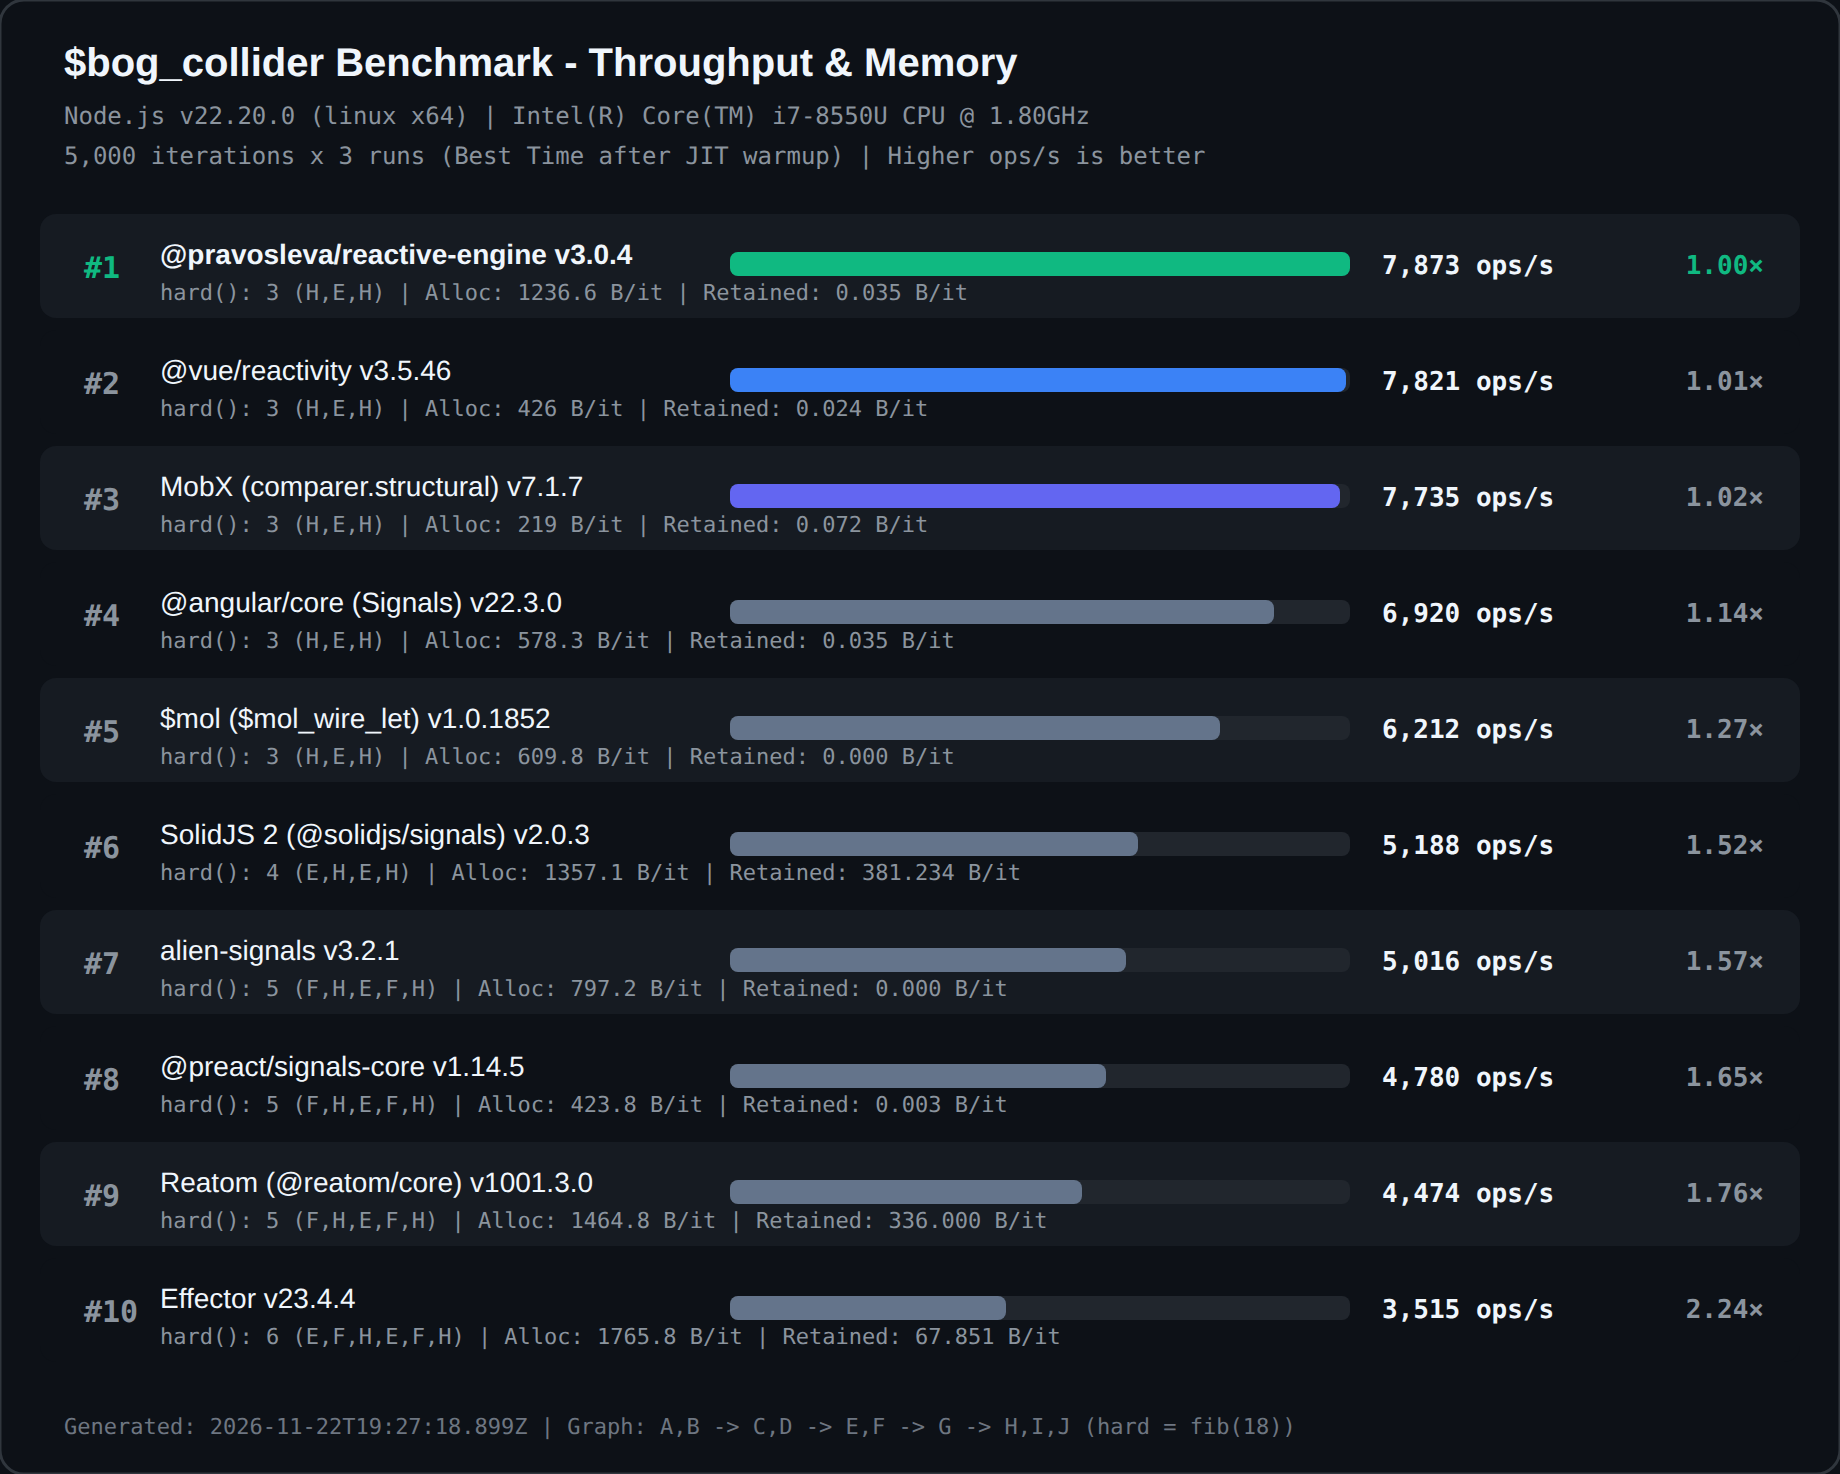 $bog_collider Benchmark - Throughput & Memory
Node.js v22.20.0 (linux x64) | Intel(R) Core(TM) i7-8550U CPU @ 1.80GHz
5,000 iterations x 3 runs (Best Time after JIT warmup) | Higher ops/s is better
#1 @pravosleva/reactive-engine v3.0.4 7,873 ops/s 1.00×
hard(): 3 (H,E,H) | Alloc: 1236.6 B/it | Retained: 0.035 B/it
#2 @vue/reactivity v3.5.46 7,821 ops/s 1.01×
hard(): 3 (H,E,H) | Alloc: 426 B/it | Retained: 0.024 B/it
#3 MobX (comparer.structural) v7.1.7 7,735 ops/s 1.02×
hard(): 3 (H,E,H) | Alloc: 219 B/it | Retained: 0.072 B/it
#4 @angular/core (Signals) v22.3.0 6,920 ops/s 1.14×
hard(): 3 (H,E,H) | Alloc: 578.3 B/it | Retained: 0.035 B/it
#5 $mol ($mol_wire_let) v1.0.1852 6,212 ops/s 1.27×
hard(): 3 (H,E,H) | Alloc: 609.8 B/it | Retained: 0.000 B/it
#6 SolidJS 2 (@solidjs/signals) v2.0.3 5,188 ops/s 1.52×
hard(): 4 (E,H,E,H) | Alloc: 1357.1 B/it | Retained: 381.234 B/it
#7 alien-signals v3.2.1 5,016 ops/s 1.57×
hard(): 5 (F,H,E,F,H) | Alloc: 797.2 B/it | Retained: 0.000 B/it
#8 @preact/signals-core v1.14.5 4,780 ops/s 1.65×
hard(): 5 (F,H,E,F,H) | Alloc: 423.8 B/it | Retained: 0.003 B/it
#9 Reatom (@reatom/core) v1001.3.0 4,474 ops/s 1.76×
hard(): 5 (F,H,E,F,H) | Alloc: 1464.8 B/it | Retained: 336.000 B/it
#10 Effector v23.4.4 3,515 ops/s 2.24×
hard(): 6 (E,F,H,E,F,H) | Alloc: 1765.8 B/it | Retained: 67.851 B/it
Generated: 2026-11-22T19:27:18.899Z | Graph: A,B -> C,D -> E,F -> G -> H,I,J (hard = fib(18))